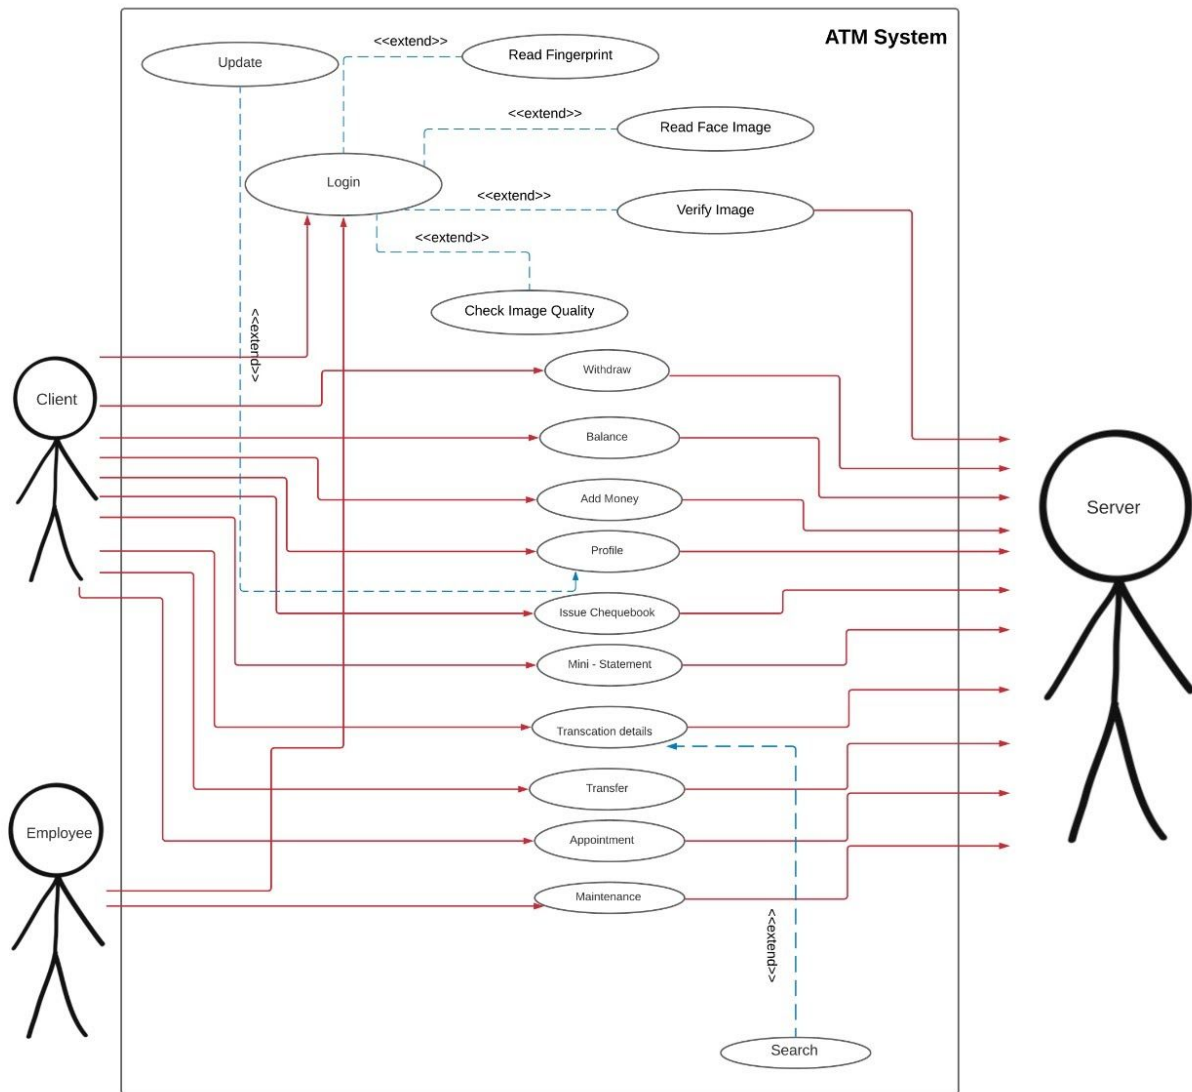 ATM System
<<extend>>
Read Fingerprint
Update
<<extend>>
Read Face Image
Login
<<extend>>
Verify Image
<<extend>>
Check Image Quality
<<extend>>
Withdraw
Client
Balance
Add Money
Server
Profile
Issue Chequebook
Mini - Statement
Transcation details
Transfer
Employee
Appointment
Maintenance
<<extend>>
Search